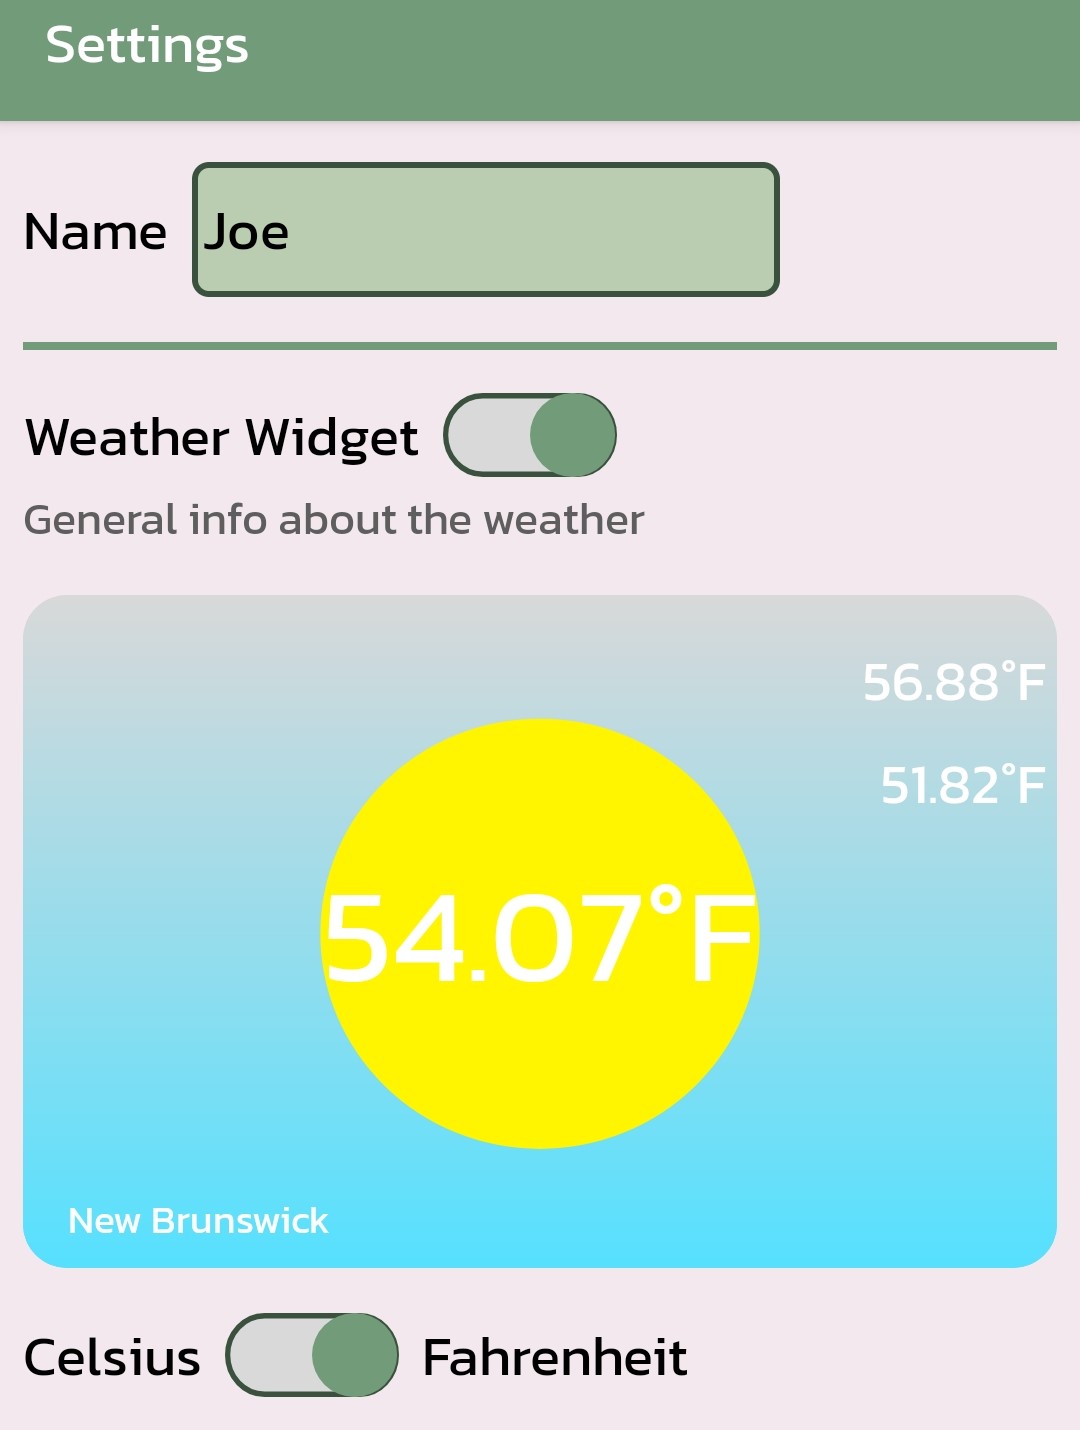 Settings
Name
Joe
Weather Widget
General info about the weather
56.88°F
51.82°F
54.07°F
New Brunswick
Celsius
Fahrenheit